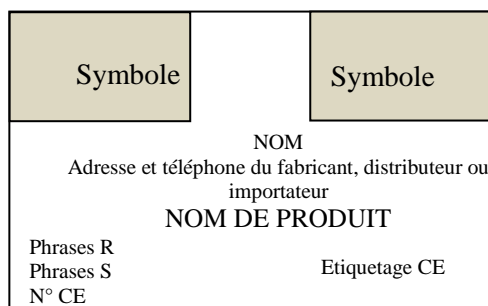 Symbole
Symbole
NOM
Adresse et téléphone du fabricant, distributeur ou
importateur
NOM DE PRODUIT
Phrases R
Phrases S
Etiquetage CE
N° CE